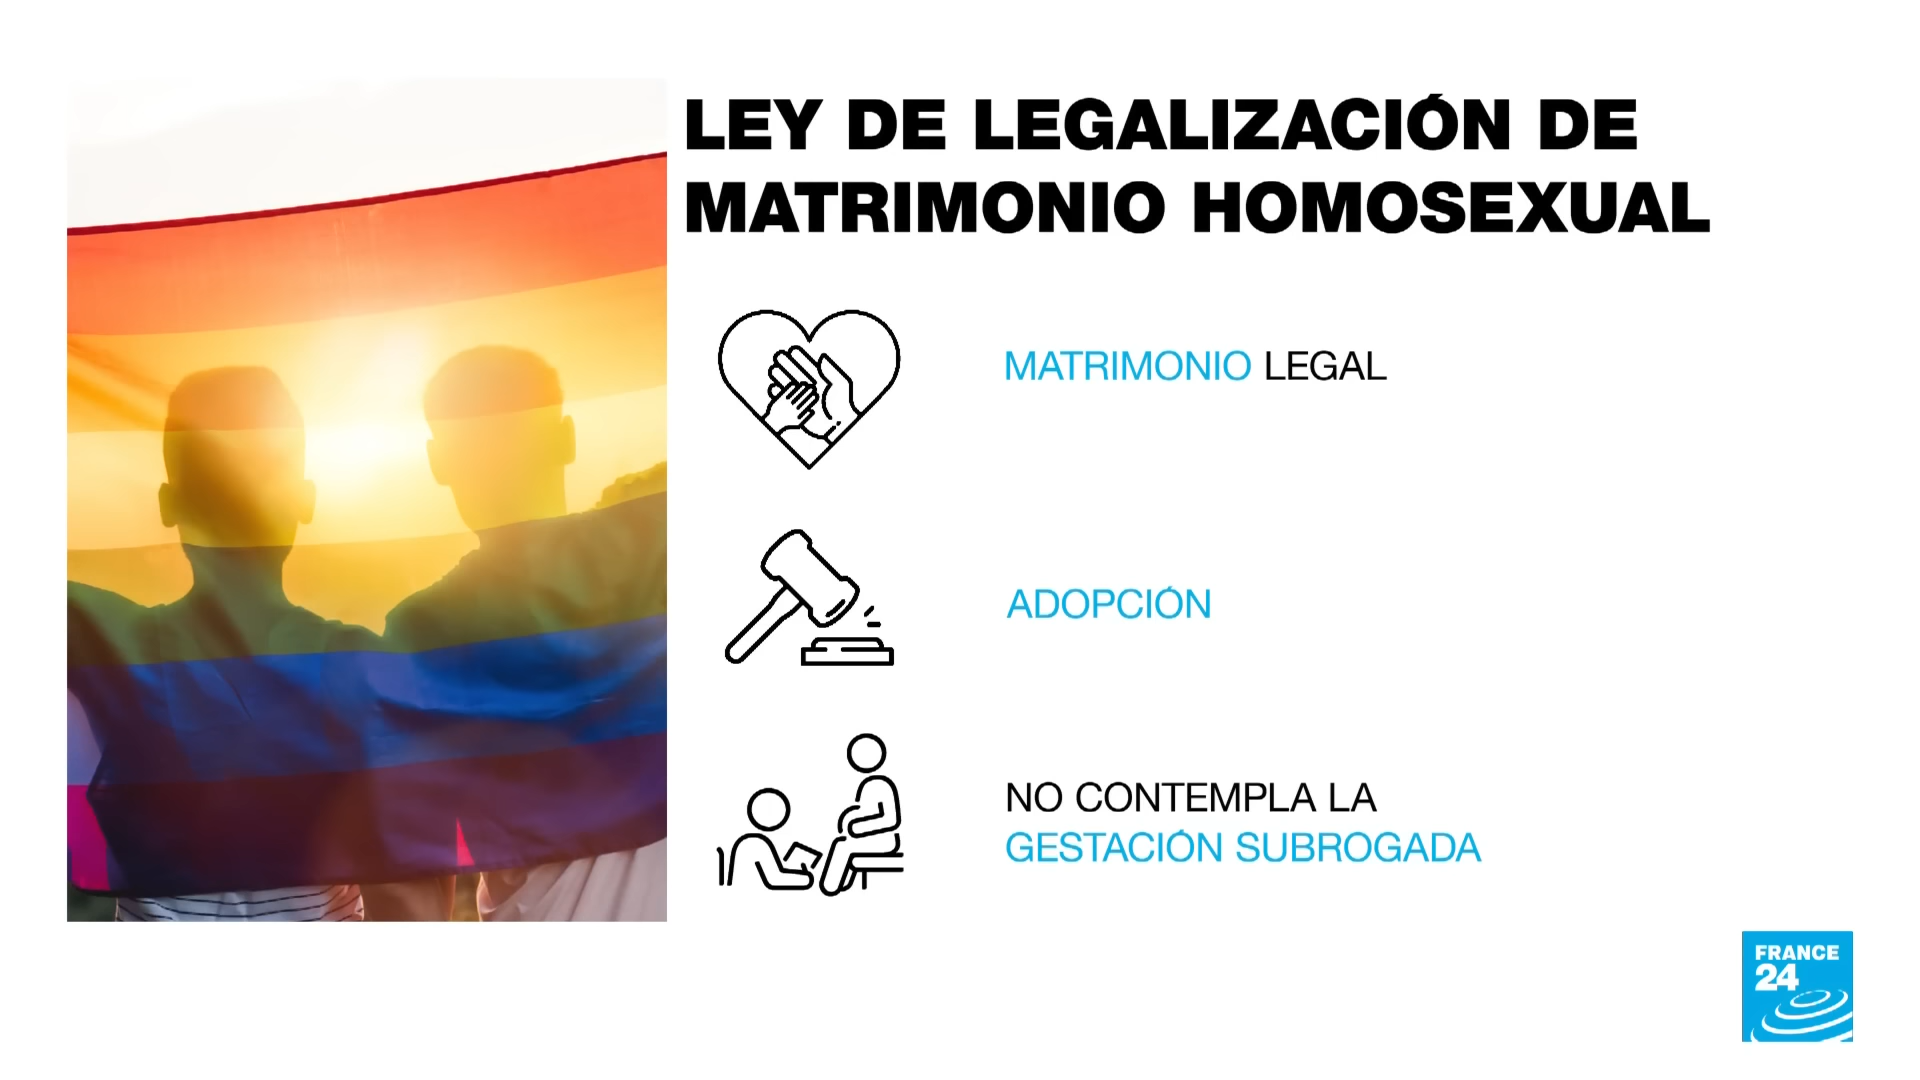 LEY DE LEGALIZACIÓN DE
MATRIMONIO HOMOSEXUAL
MATRIMONIO LEGAL
ADOPCIÓN
NO CONTEMPLA LA
GESTACIÓN SUBROGADA
FRANCE
24